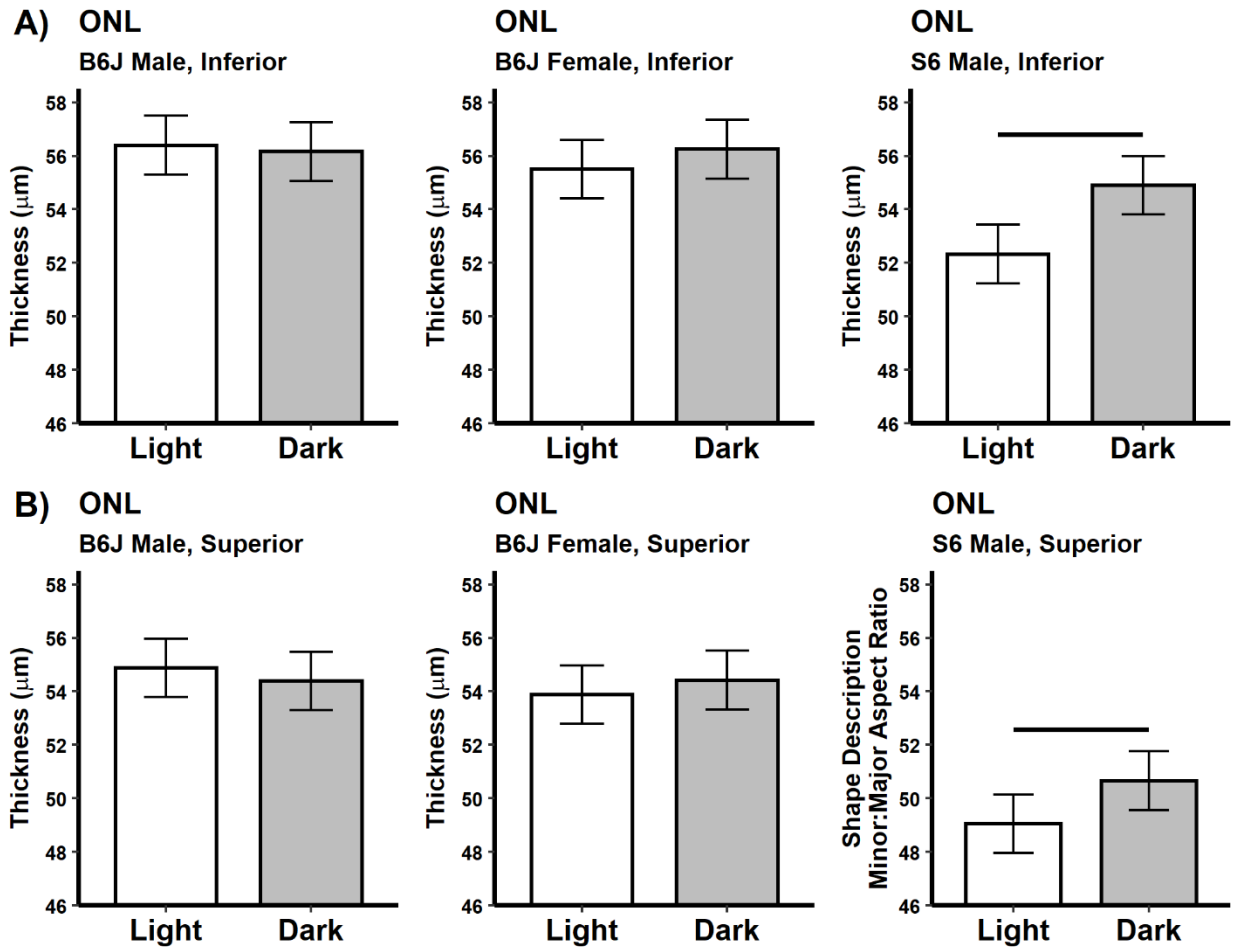 A)
ONL
B6J Male, Inferior
Thickness (μm)
58
56
54
52
50
48
46
Light
Dark
ONL
B6J Female, Inferior
Thickness (μm)
58
56
54
52
50
48
46
Light
Dark
ONL
S6 Male, Inferior
Thickness (μm)
58
56
54
52
50
48
46
Light
Dark
B)
ONL
B6J Male, Superior
Thickness (μm)
58
56
54
52
50
48
46
Light
Dark
ONL
B6J Female, Superior
Thickness (μm)
58
56
54
52
50
48
46
Light
Dark
ONL
S6 Male, Superior
Shape Description
Minor:Major Aspect Ratio
58
56
54
52
50
48
46
Light
Dark